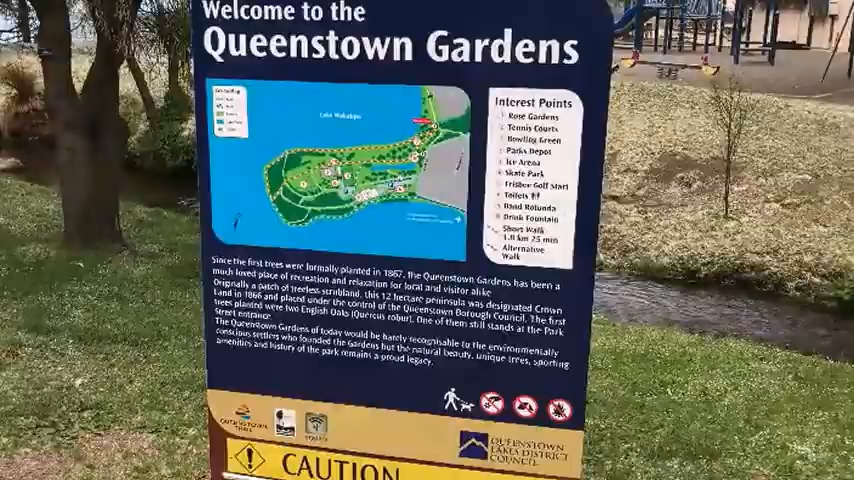 Welcome to the
Queenstown Gardens
Lake Wakatipu
Interest Points
Rose Gardens
Tennis Courts
Bowling Green
Parks Depot
Ice Arena
Skate Park
Frisbee Golf Start
Toilets
Band Rotunda
Drink Fountain
Short Walk
1.8 km 25 min
Alternative
Walk
Since the first trees were formally planted in 1867, the Queenstown Gardens has been a
much loved place of recreation and relaxation for local and visitor alike.
Originally a patch of treeless shrubland, this 12 hectare peninsula was designated Crown
Land in 1866 and placed under the control of the Queenstown Borough Council. The first
trees planted were two English Oaks (Quercus robur). One of them still stands at the Park
Street entrance.
The Queenstown Gardens of today would be barely recognisable to the environmentally
conscious settlers who founded the Gardens but the natural beauty, unique trees, sporting
amenities and history of the park remains a proud legacy.
QUEENSTOWN
TRAIL
QUEENSTOWN
LAKES DISTRICT
COUNCIL
CAUTION